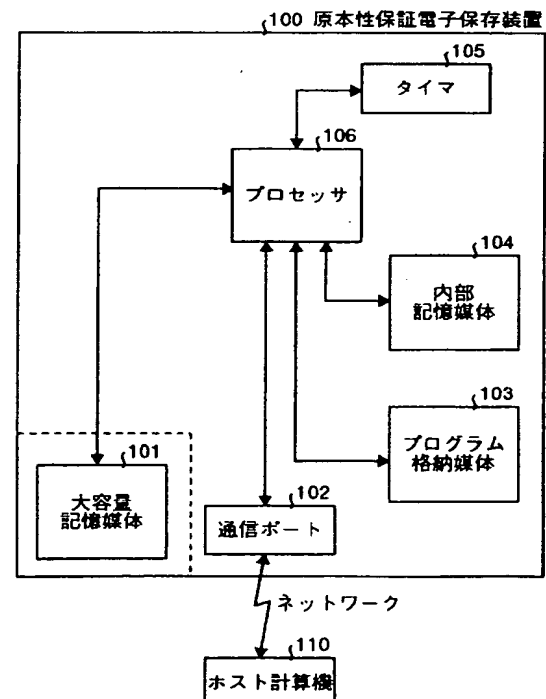 100 原本性保証電子保存装置
105
タイマ
106
プロセッサ
104
内部
記憶媒体
103
プログラム
格納媒体
101
大容量
記憶媒体
102
通信ポート
ネットワーク
110
ホスト計算機